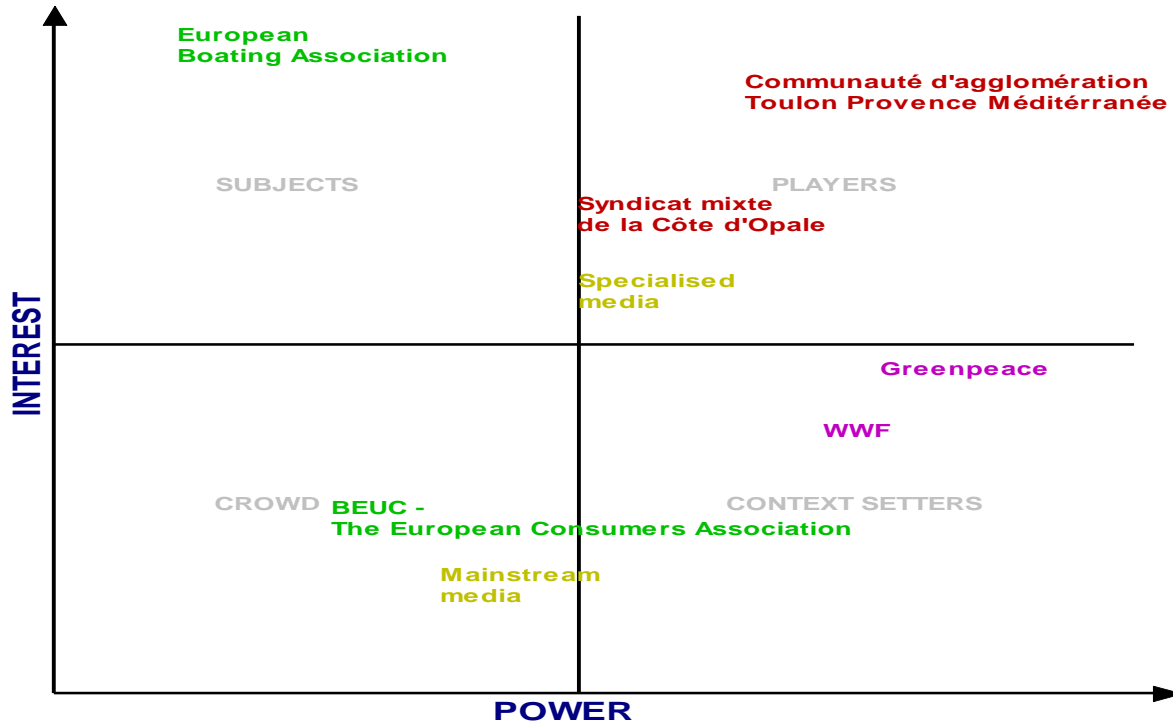 European
Boating Association
Communauté d'agglomération
Toulon Provence Méditérranée
SUBJECTS
PLAYERS
Syndicat mixte
de la Côte d'Opale
Specialised
media
INTEREST
Greenpeace
WWF
CROWD
BEUC -
The European Consumers Association
CONTEXT SETTERS
Mainstream
media
POWER